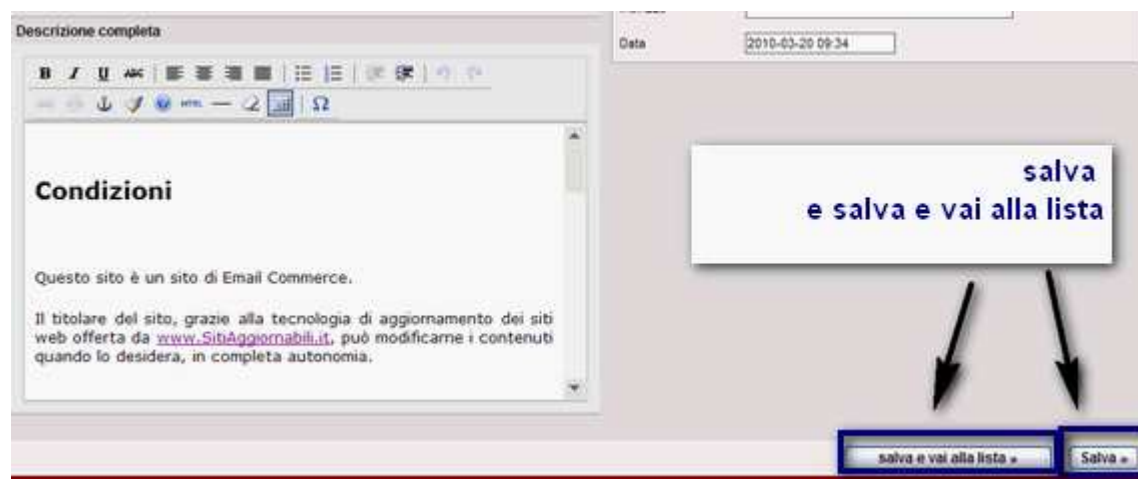 Descrizione completa
Data
2010-03-20 09:34
B I U ABC
HTML Ω
Condizioni
Questo sito è un sito di Email Commerce.
Il titolare del sito, grazie alla tecnologia di aggiornamento dei siti
web offerta da www.SitiAggiornabili.it, può modificarne i contenuti
quando lo desidera, in completa autonomia.
salva
e salva e vai alla lista
salva e vai alla lista »
Salva »